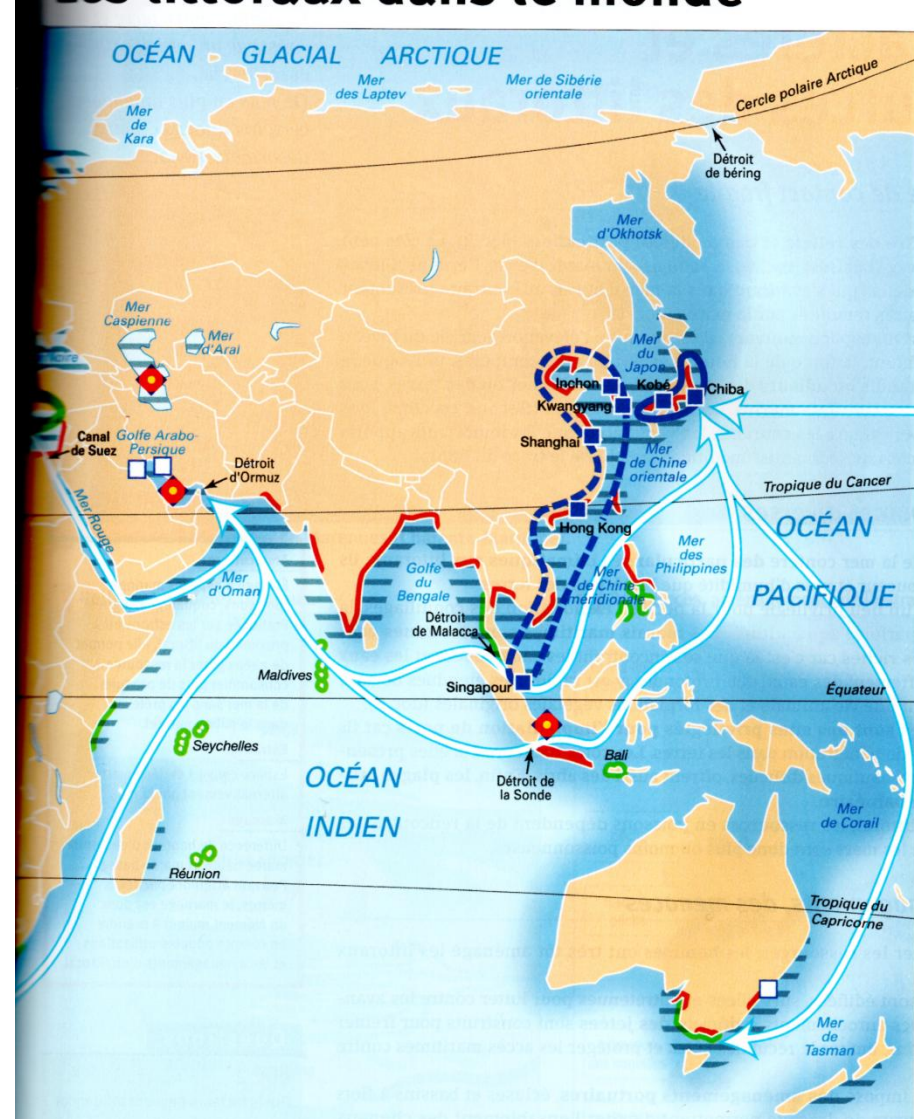 Les littoraux dans le monde
OCÉAN GLACIAL ARCTIQUE
Mer
de
Kara
Mer
des Laptev
Mer de Sibérie
orientale
Cercle polaire Arctique
Détroit
de béring
Mer
d'Okhotsk
Mer
Caspienne
Mer
d'Aral
Mer
du
Japon
Inchon
Kobé
Chiba
Kwangyang
Shanghai
Canal
de Suez
Golfe Arabo-
Persique
Détroit
d'Ormuz
Mer
de Chine
orientale
Tropique du Cancer
Mer Rouge
Hong Kong
OCÉAN
PACIFIQUE
Mer
d'Oman
Golfe
du
Bengale
Mer
de Chine
méridionale
Mer
des
Philippines
Détroit
de Malacca
Maldives
Singapour
Équateur
Seychelles
OCÉAN
INDIEN
Détroit de
la Sonde
Bali
Mer
de Corail
Réunion
Tropique du
Capricorne
Mer
de
Tasman